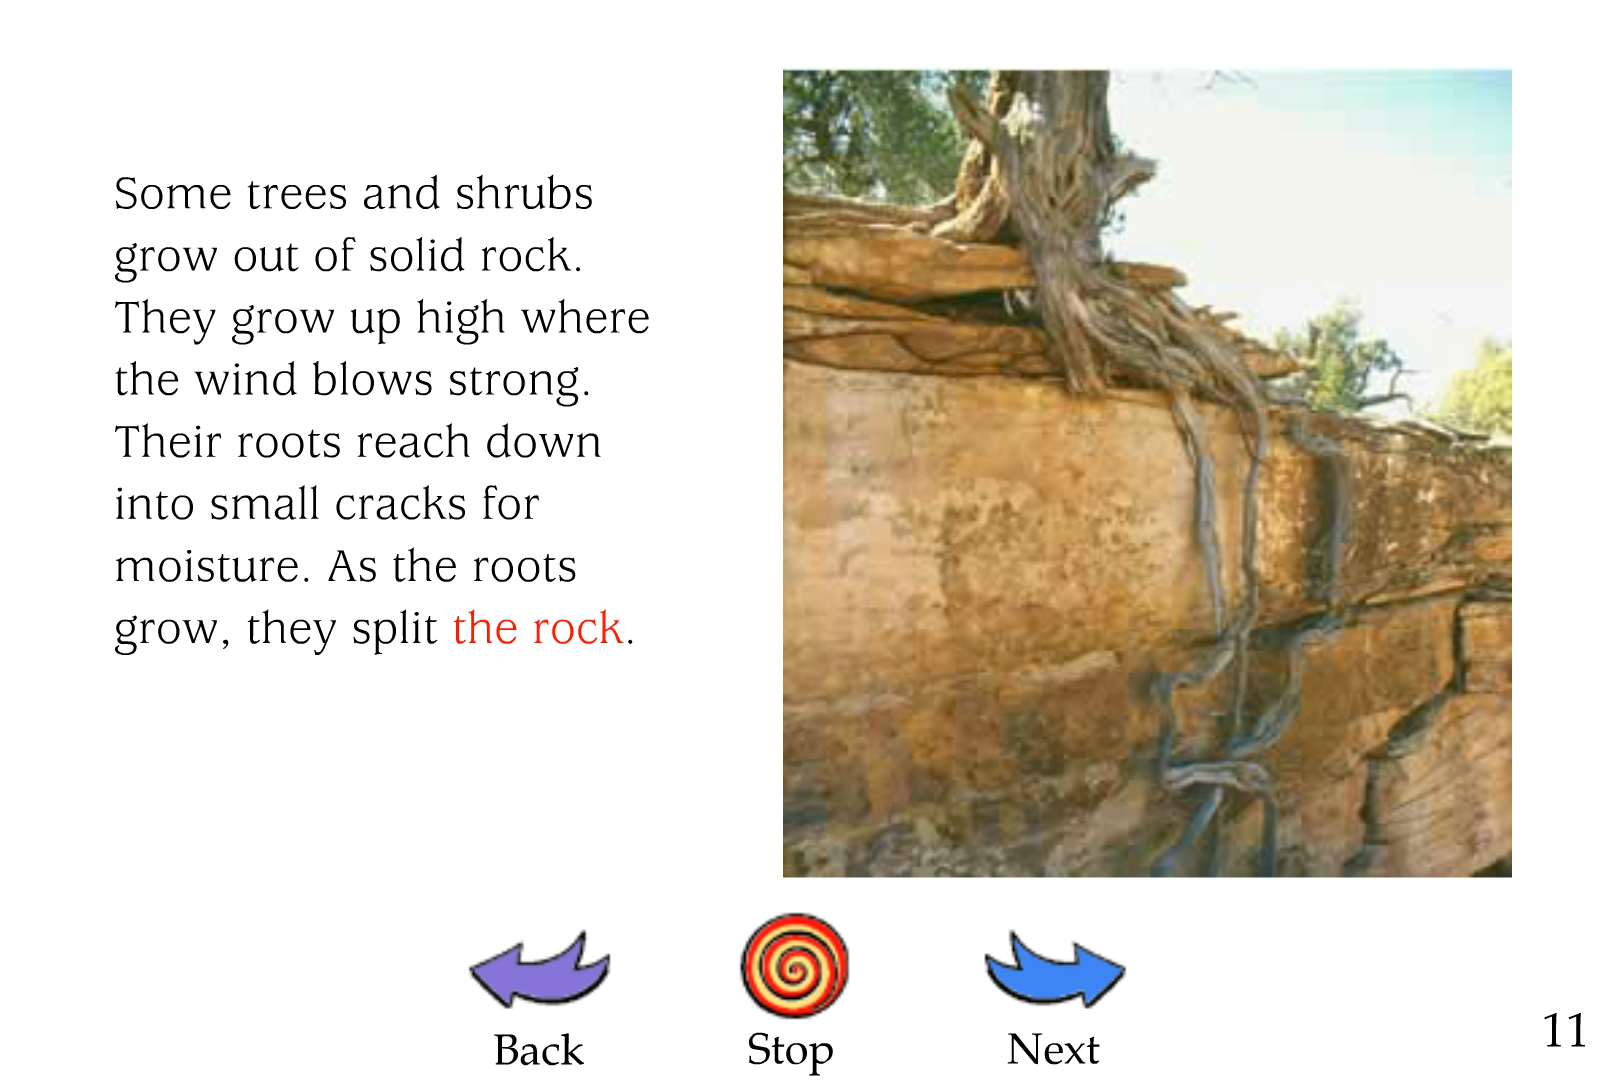 Some trees and shrubs
grow out of solid rock.
They grow up high where
the wind blows strong.
Their roots reach down
into small cracks for
moisture. As the roots
grow, they split the rock.
Back
Stop
Next
11